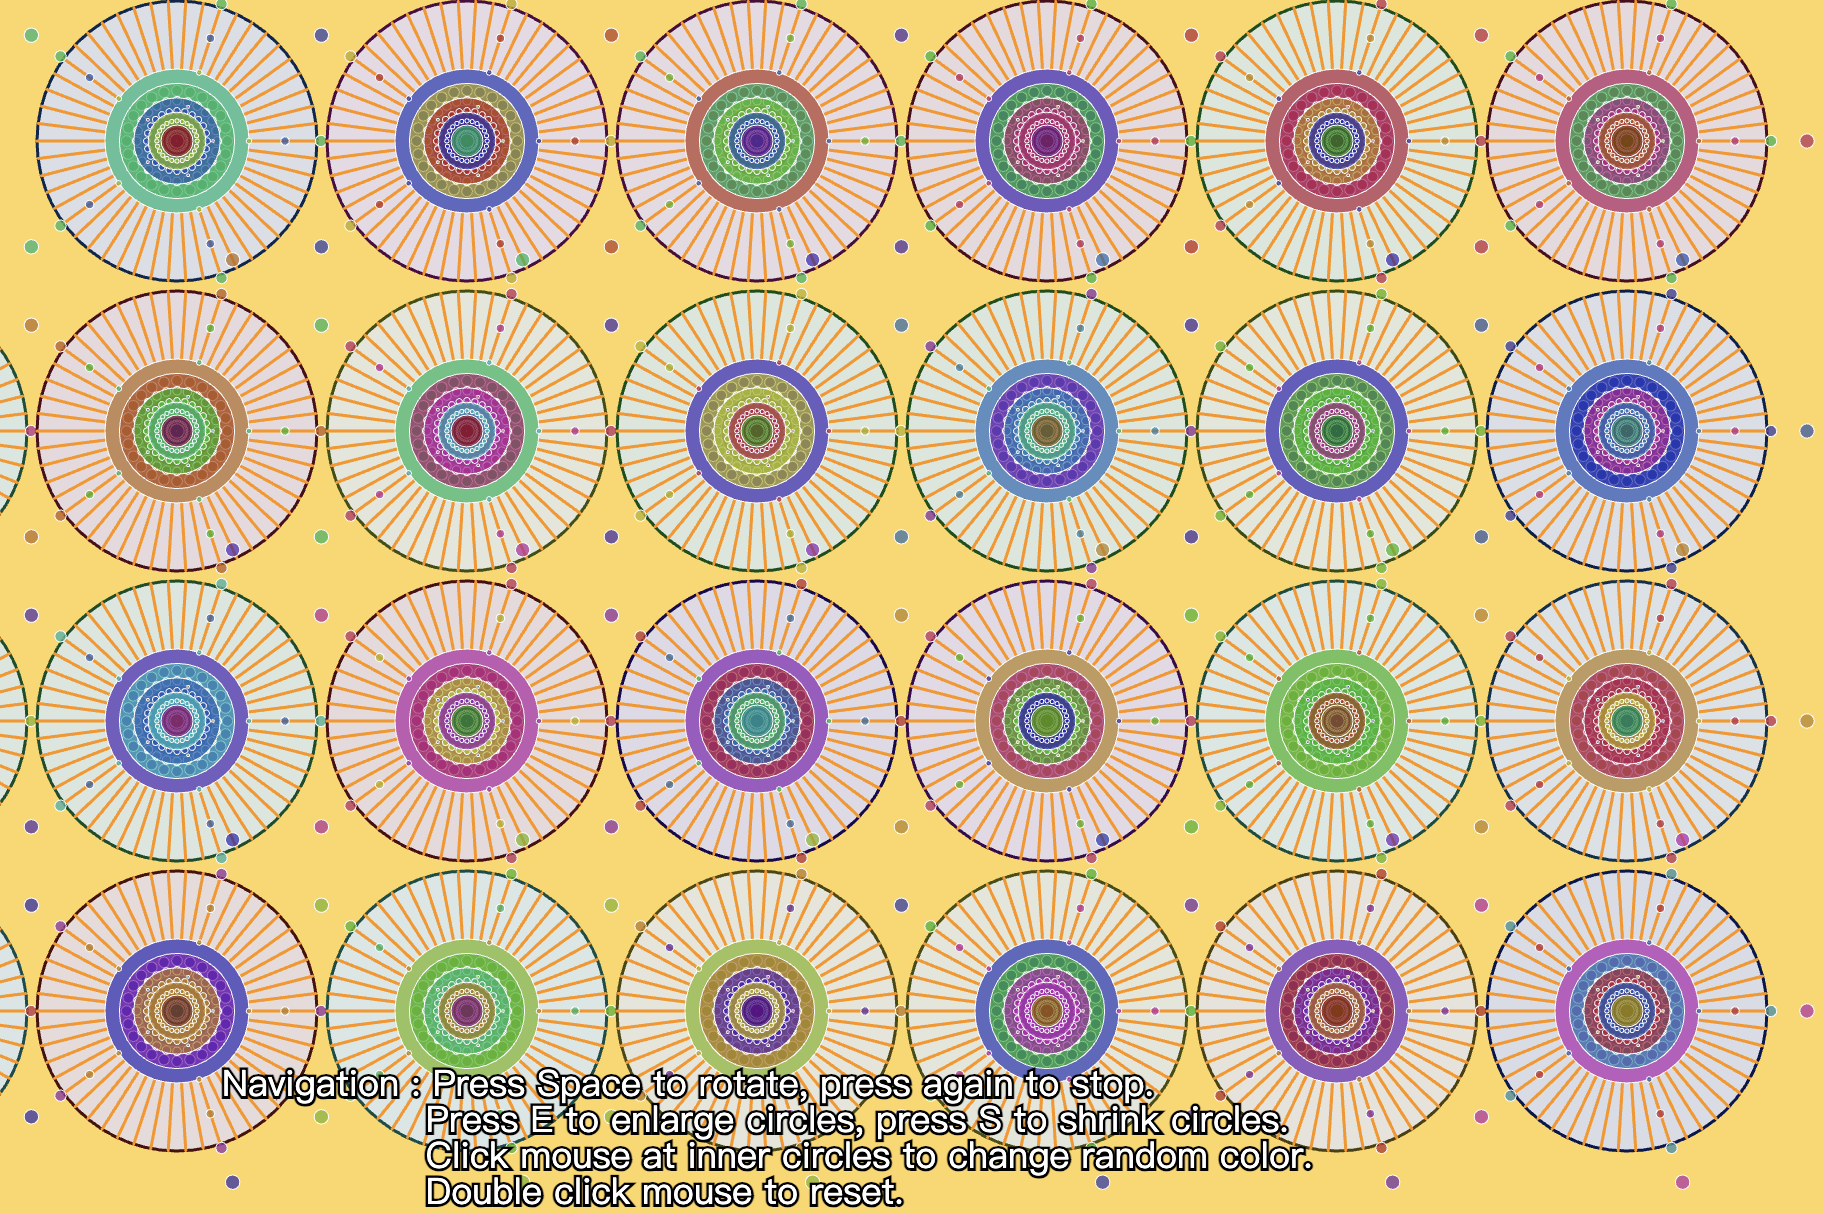 Navigation : Press Space to rotate, press again to stop.
Press E to enlarge circles, press S to shrink circles.
Click mouse at inner circles to change random color.
Double click mouse to reset.